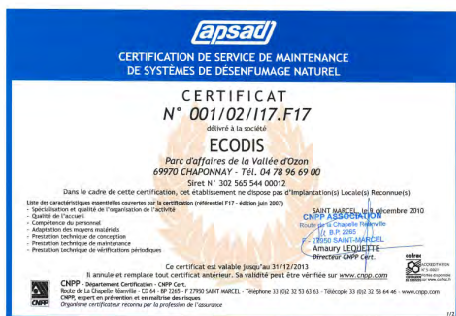 apsad
CERTIFICATION DE SERVICE DE MAINTENANCE
DE SYSTÈMES DE DÉSENFUMAGE NATUREL
CERTIFICAT
N° 001/02/I17.F17
délivré à la société
ECODIS
Parc d'affaires de la Vallée d'Ozon
69970 CHAPONNAY - Tél. 04 78 96 69 00
Siret N° 302 565 544 00012
Dans le cadre de cette certification, cet établissement ne dispose pas d'Implantation(s) Locale(s) Reconnue(s)
Liste des caractéristiques essentielles couvertes par la certification (référentiel F17 - édition juin 2007)
- Spécialisation et qualité de l'organisation de l'activité
- Qualité de l'accueil
- Compétence du personnel
- Adaptation des moyens matériels
- Prestation technique de conception
- Prestation technique de maintenance
- Prestation technique de vérifications périodiques
SAINT MARCEL, le 9 décembre 2010
CNPP ASSOCIATION
Route de la Chapelle Réanville
B.P. 2265
F - 27950 SAINT-MARCEL
Amaury LEQUETTE
Directeur CNPP Cert.
Ce certificat est valable jusqu'au 31/12/2013
Il annule et remplace tout certificat antérieur. Sa validité peut être vérifiée sur www.cnpp.com
cofrac
ACCREDITATION
CNPP
CNPP - Département Certification - CNPP Cert.
Route de La Chapelle Réanville - CD 64 - BP 2265 - F 27950 SAINT MARCEL - Téléphone 33 (0)2 32 53 63 63 - Télécopie 33 (0)2 32 53 64 46 - www.cnpp.com
CNPP, expert en prévention et en maîtrise des risques
Organisme certificateur reconnu par la profession de l'assurance
1/2